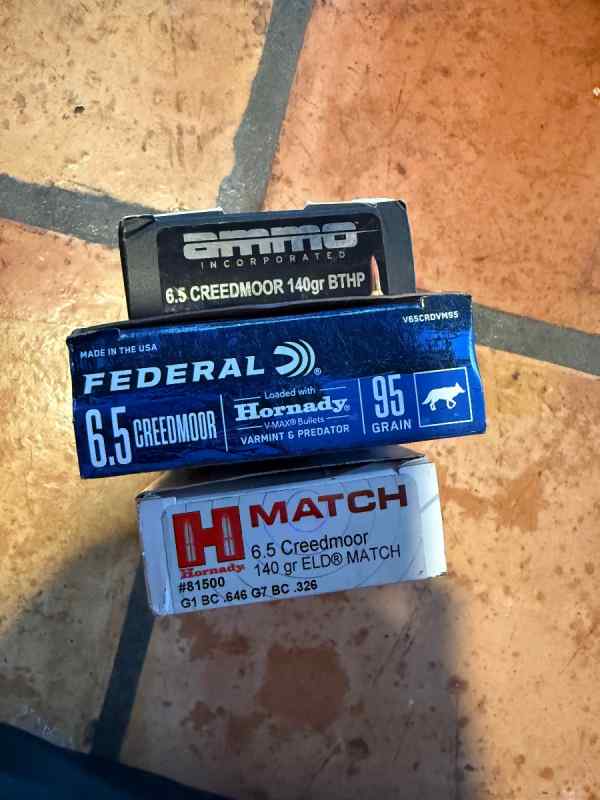 ammo
INCORPORATED
6.5 CREEDMOOR 140gr BTHP
V65CRDVM95
MADE IN THE USA
FEDERAL ®
6.5 CREEDMOOR
Loaded with
Hornady®
V-MAX® Bullets
VARMINT & PREDATOR
95
GRAIN
H MATCH
Hornady®
6.5 Creedmoor
140 gr ELD® MATCH
#81500
G1 BC .646 G7 BC .326